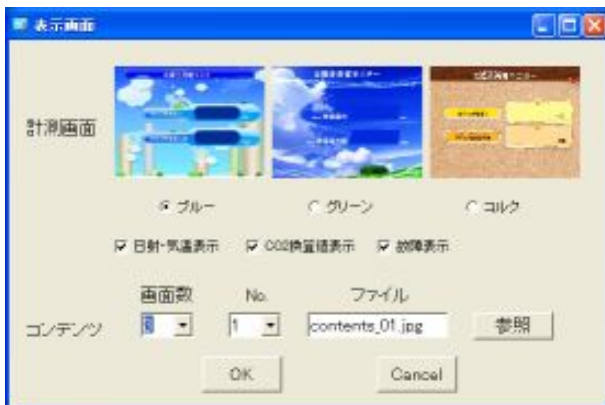 表示画面
計測画面
ブルー グリーン コルク
日射・気温表示 CO2換算値表示 故障表示
画面数 No. ファイル
コンテンツ 3 1 contents_01.jpg 参照
OK Cancel